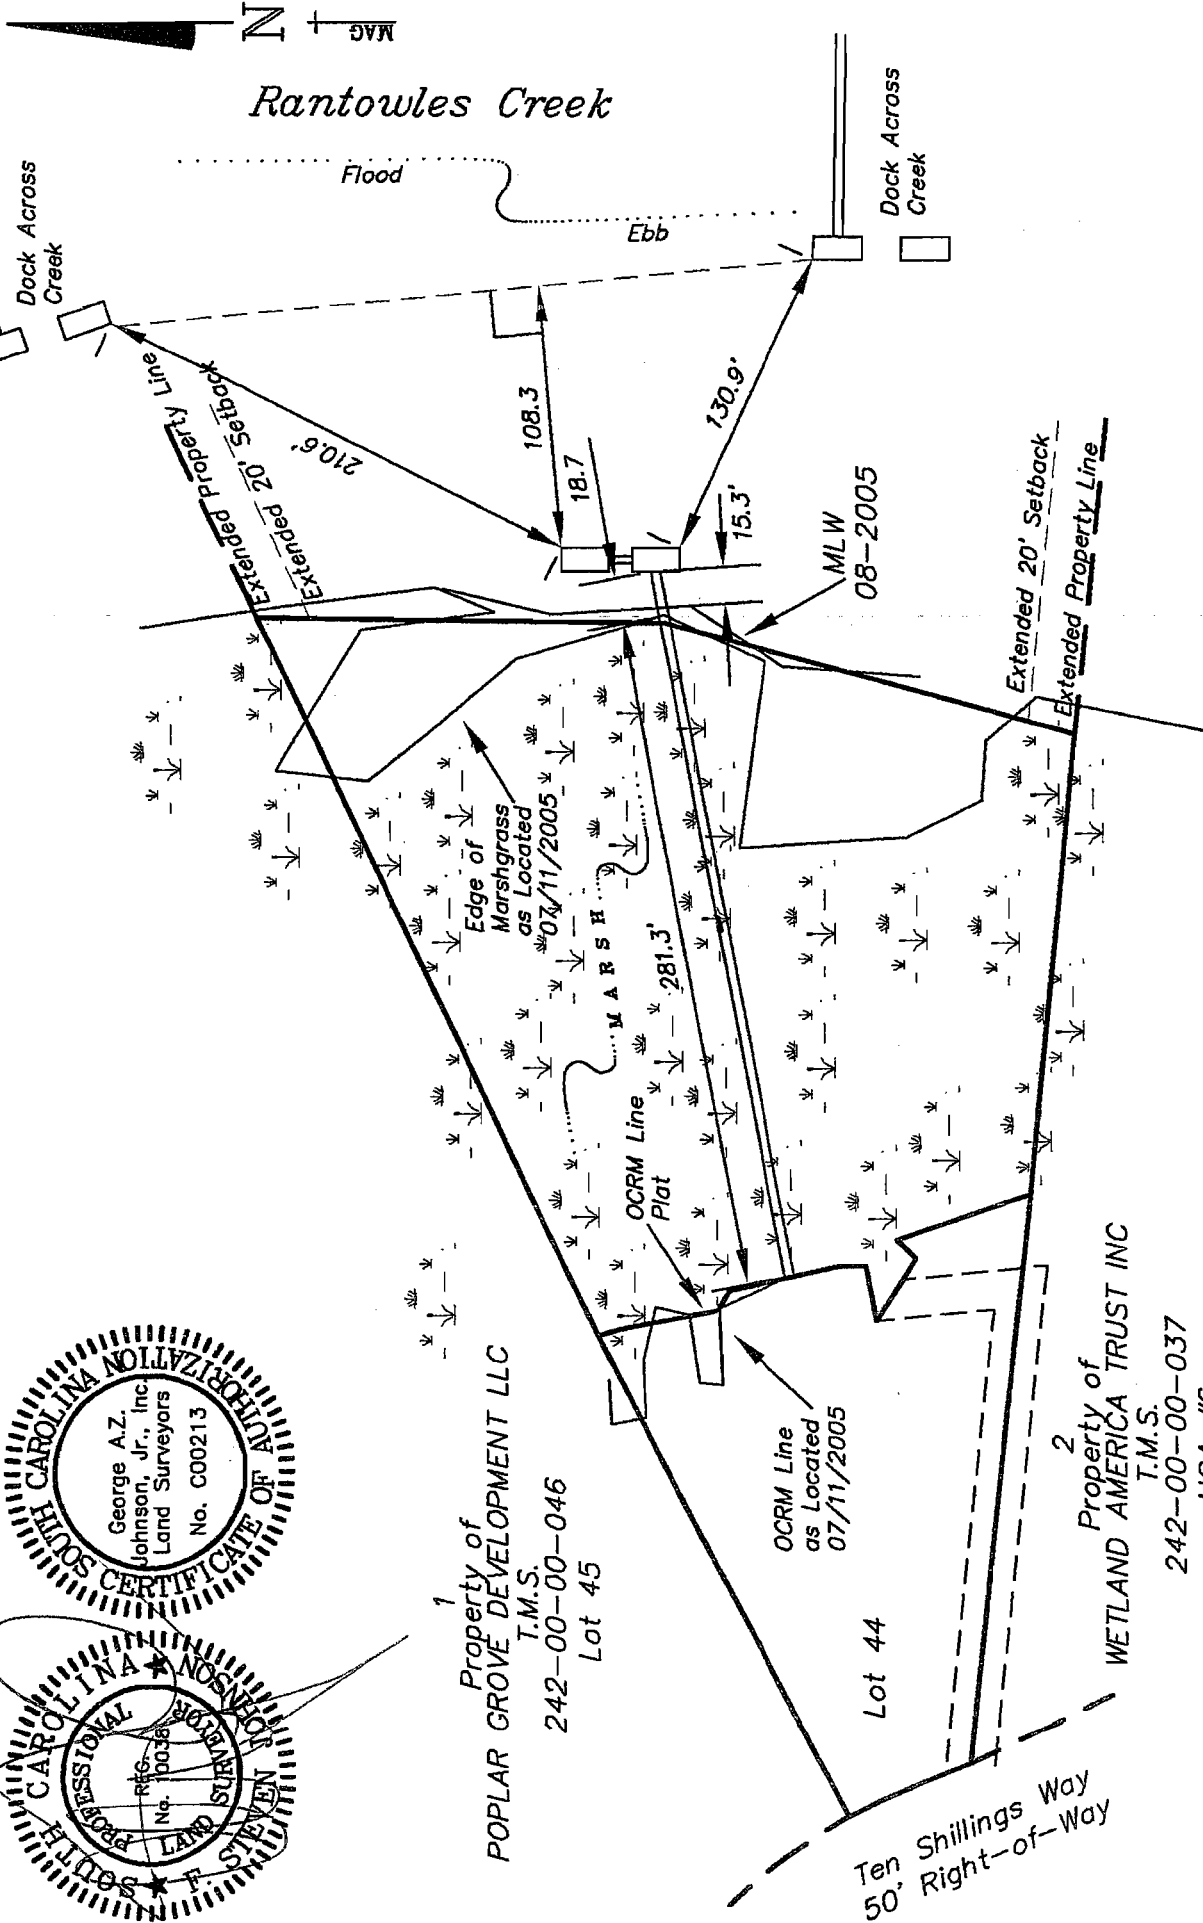 N
MAG
Rantowles Creek
Flood
Ebb
Dock Across
Creek
Dock Across
Creek
Extended Property Line
Extended 20' Setback
210.6'
108.3
18.7
130.9'
15.3'
MLW
08-2005
Extended 20' Setback
Extended Property Line
Edge of
Marshgrass
as Located
07/11/2005
MARSH
281.3'
OCRM Line
Plat
OCRM Line
as Located
07/11/2005
SOUTH CAROLINA
CERTIFICATE OF AUTHORIZATION
George A.Z.
Johnson, Jr., Inc.
Land Surveyors
No. C00213
SOUTH CAROLINA
F. STEVEN JOHNSON
PROFESSIONAL
LAND SURVEYOR
REG.
No. 10038
1
Property of
POPLAR GROVE DEVELOPMENT LLC
T.M.S.
242-00-00-046
Lot 45
Lot 44
2
Property of
WETLAND AMERICA TRUST INC
T.M.S.
242-00-00-037
Ten Shillings Way
50' Right-of-Way